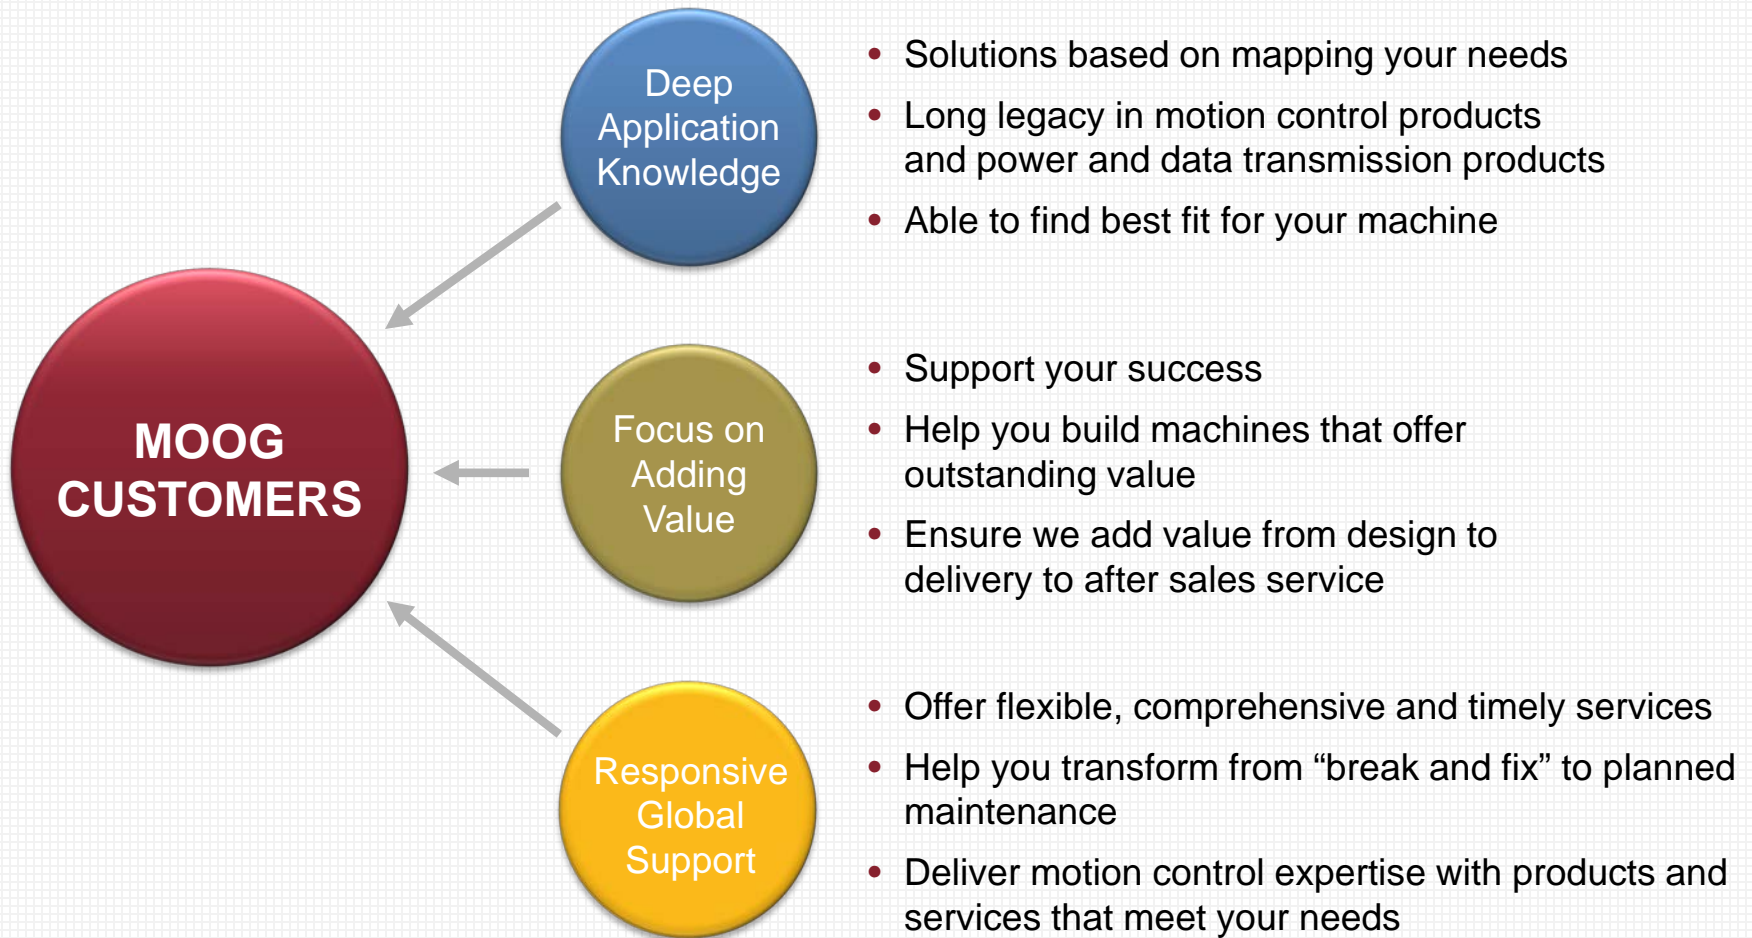 MOOG
CUSTOMERS
Deep
Application
Knowledge
• Solutions based on mapping your needs
• Long legacy in motion control products
and power and data transmission products
• Able to find best fit for your machine
Focus on
Adding
Value
• Support your success
• Help you build machines that offer
outstanding value
• Ensure we add value from design to
delivery to after sales service
Responsive
Global
Support
• Offer flexible, comprehensive and timely services
• Help you transform from “break and fix” to planned
maintenance
• Deliver motion control expertise with products and
services that meet your needs